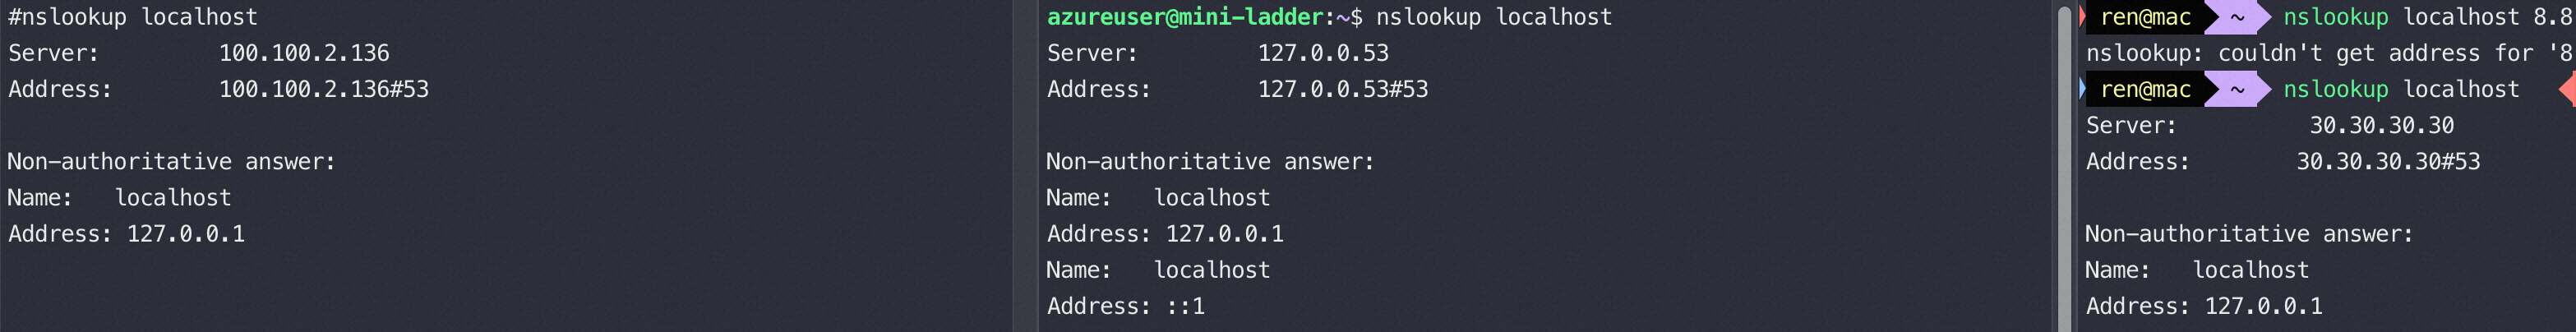 #nslookup localhost
Server:		100.100.2.136
Address:	100.100.2.136#53
Non-authoritative answer:
Name:	localhost
Address: 127.0.0.1
azureuser@mini-ladder:~$ nslookup localhost
Server:		127.0.0.53
Address:	127.0.0.53#53
Non-authoritative answer:
Name:	localhost
Address: 127.0.0.1
Name:	localhost
Address: ::1
ren@mac ~ nslookup localhost 8.8
nslookup: couldn't get address for '8
ren@mac ~ nslookup localhost
Server:		30.30.30.30
Address:	30.30.30.30#53
Non-authoritative answer:
Name:	localhost
Address: 127.0.0.1